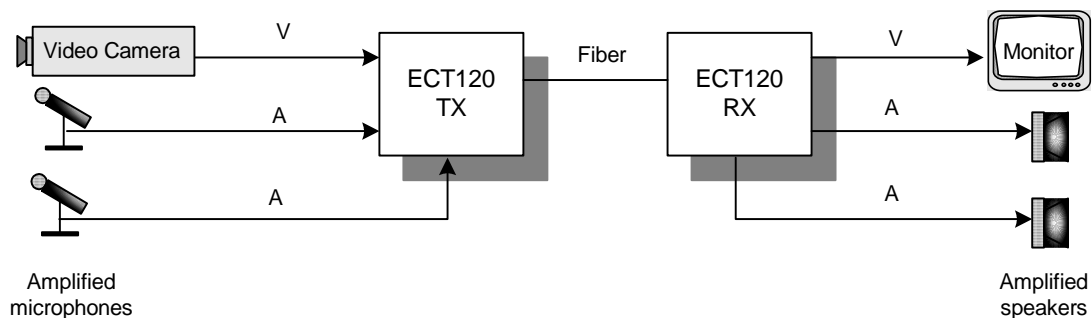 V
Video Camera
Fiber
V
Monitor
ECT120
TX
ECT120
RX
A
A
A
A
Amplified
microphones
Amplified
speakers